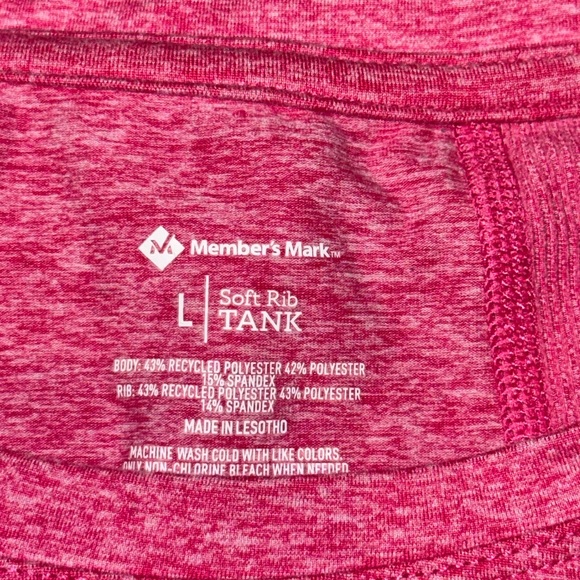 Member's Mark™
L
Soft Rib
TANK
BODY: 43% RECYCLED POLYESTER 42% POLYESTER
15% SPANDEX
RIB: 43% RECYCLED POLYESTER 43% POLYESTER
14% SPANDEX
MADE IN LESOTHO
MACHINE WASH COLD WITH LIKE COLORS.
ONLY NON-CHLORINE BLEACH WHEN NEEDED